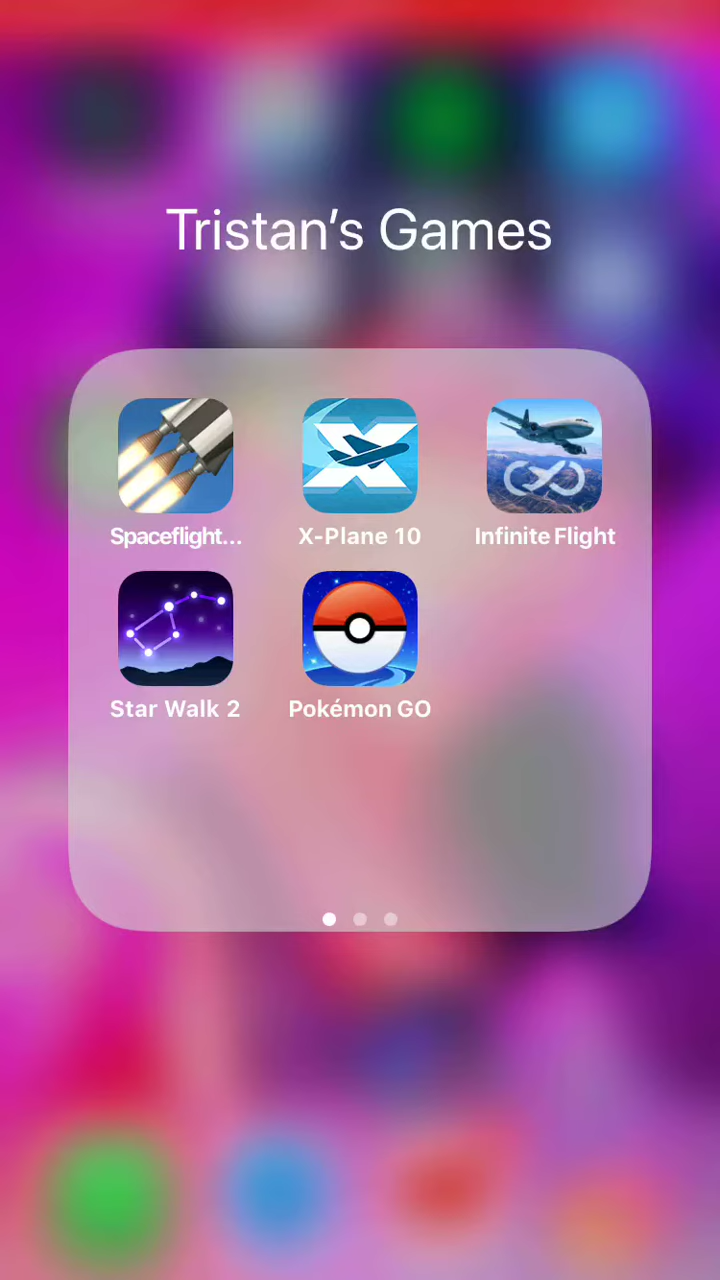 Tristan’s Games
Spaceflight...
X-Plane 10
Infinite Flight
Star Walk 2
Pokémon GO